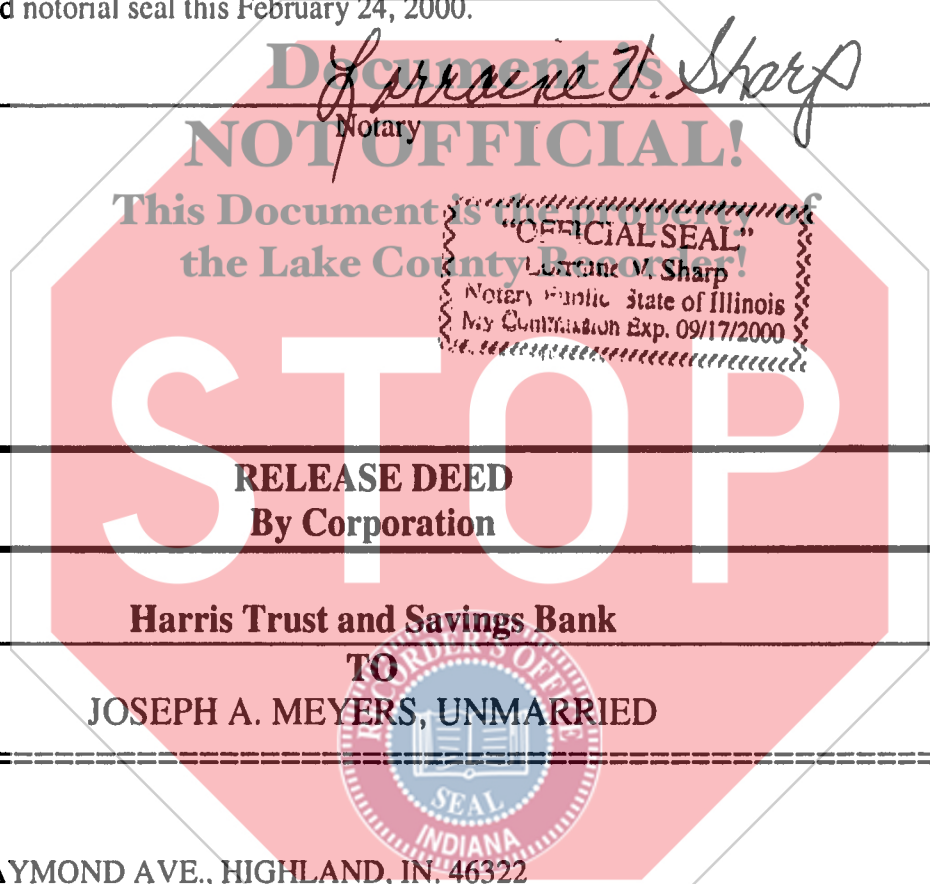 d notorial seal this February 24, 2000.
Lorraine V. Sharp
Notary
Document is
NOT OFFICIAL!
This Document is the property of
the Lake County Recorder!
"OFFICIAL SEAL"
Lorraine V. Sharp
Notary Public State of Illinois
My Commission Exp. 09/17/2000
STOP
RELEASE DEED
By Corporation
Harris Trust and Savings Bank
TO
JOSEPH A. MEYERS, UNMARRIED
RECORDER'S OFFICE
SEAL
INDIANA
AYMOND AVE., HIGHLAND, IN. 46322